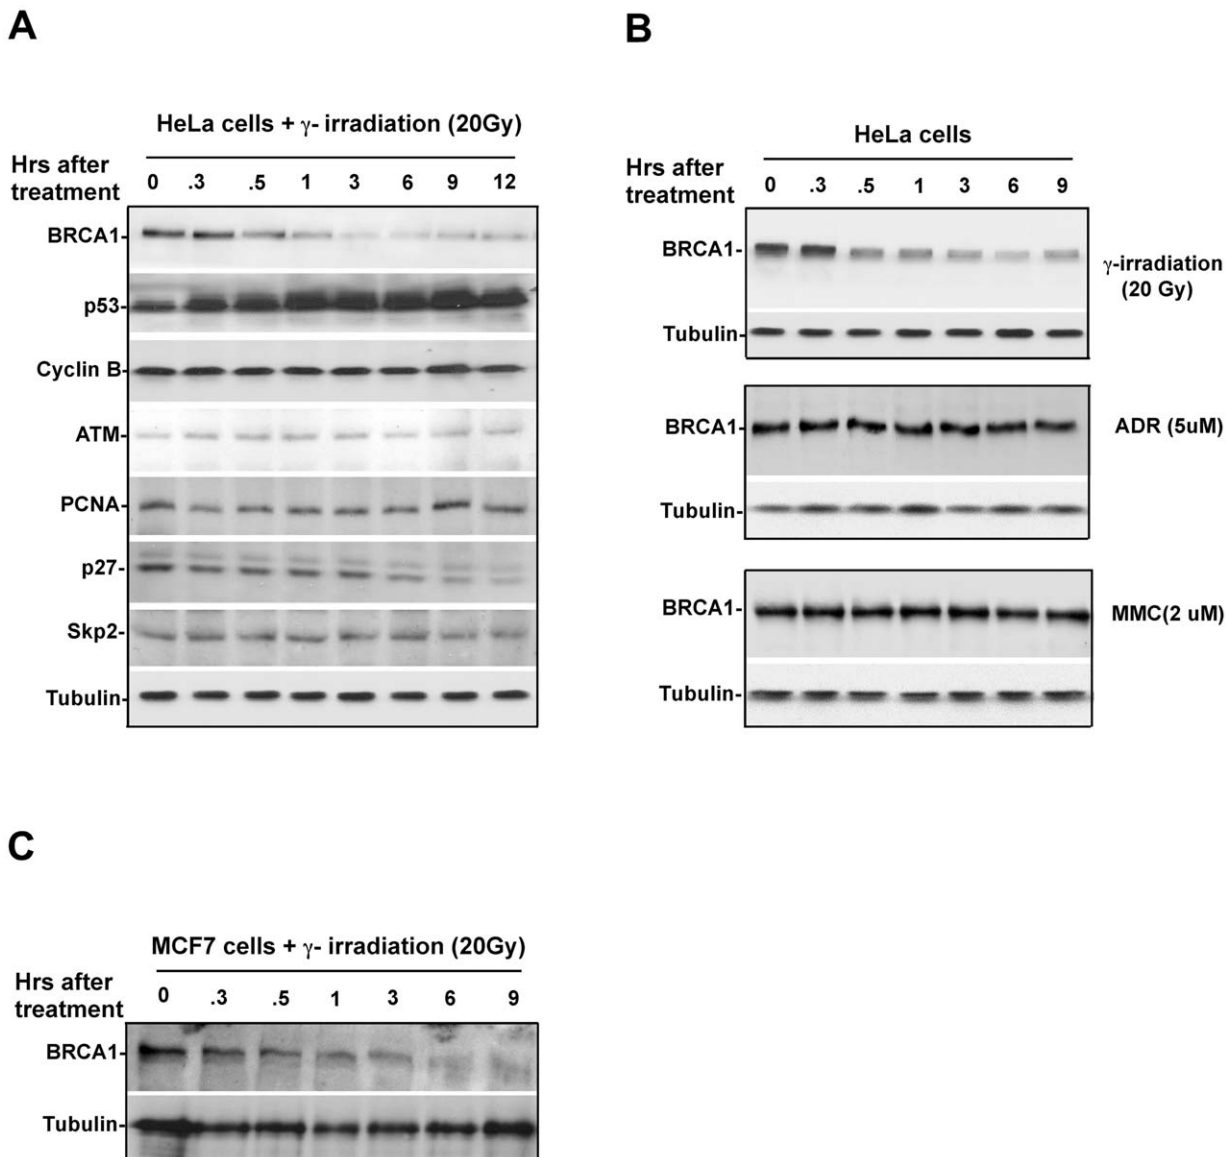 A
HeLa cells + γ- irradiation (20Gy)
Hrs after
treatment
0 .3 .5 1 3 6 9 12
BRCA1-
p53-
Cyclin B-
ATM-
PCNA-
p27-
Skp2-
Tubulin-
B
HeLa cells
Hrs after
treatment
0 .3 .5 1 3 6 9
BRCA1-
γ-irradiation
(20 Gy)
Tubulin-
BRCA1-
ADR (5uM)
Tubulin-
BRCA1-
MMC(2 uM)
Tubulin-
C
MCF7 cells + γ- irradiation (20Gy)
Hrs after
treatment
0 .3 .5 1 3 6 9
BRCA1-
Tubulin-